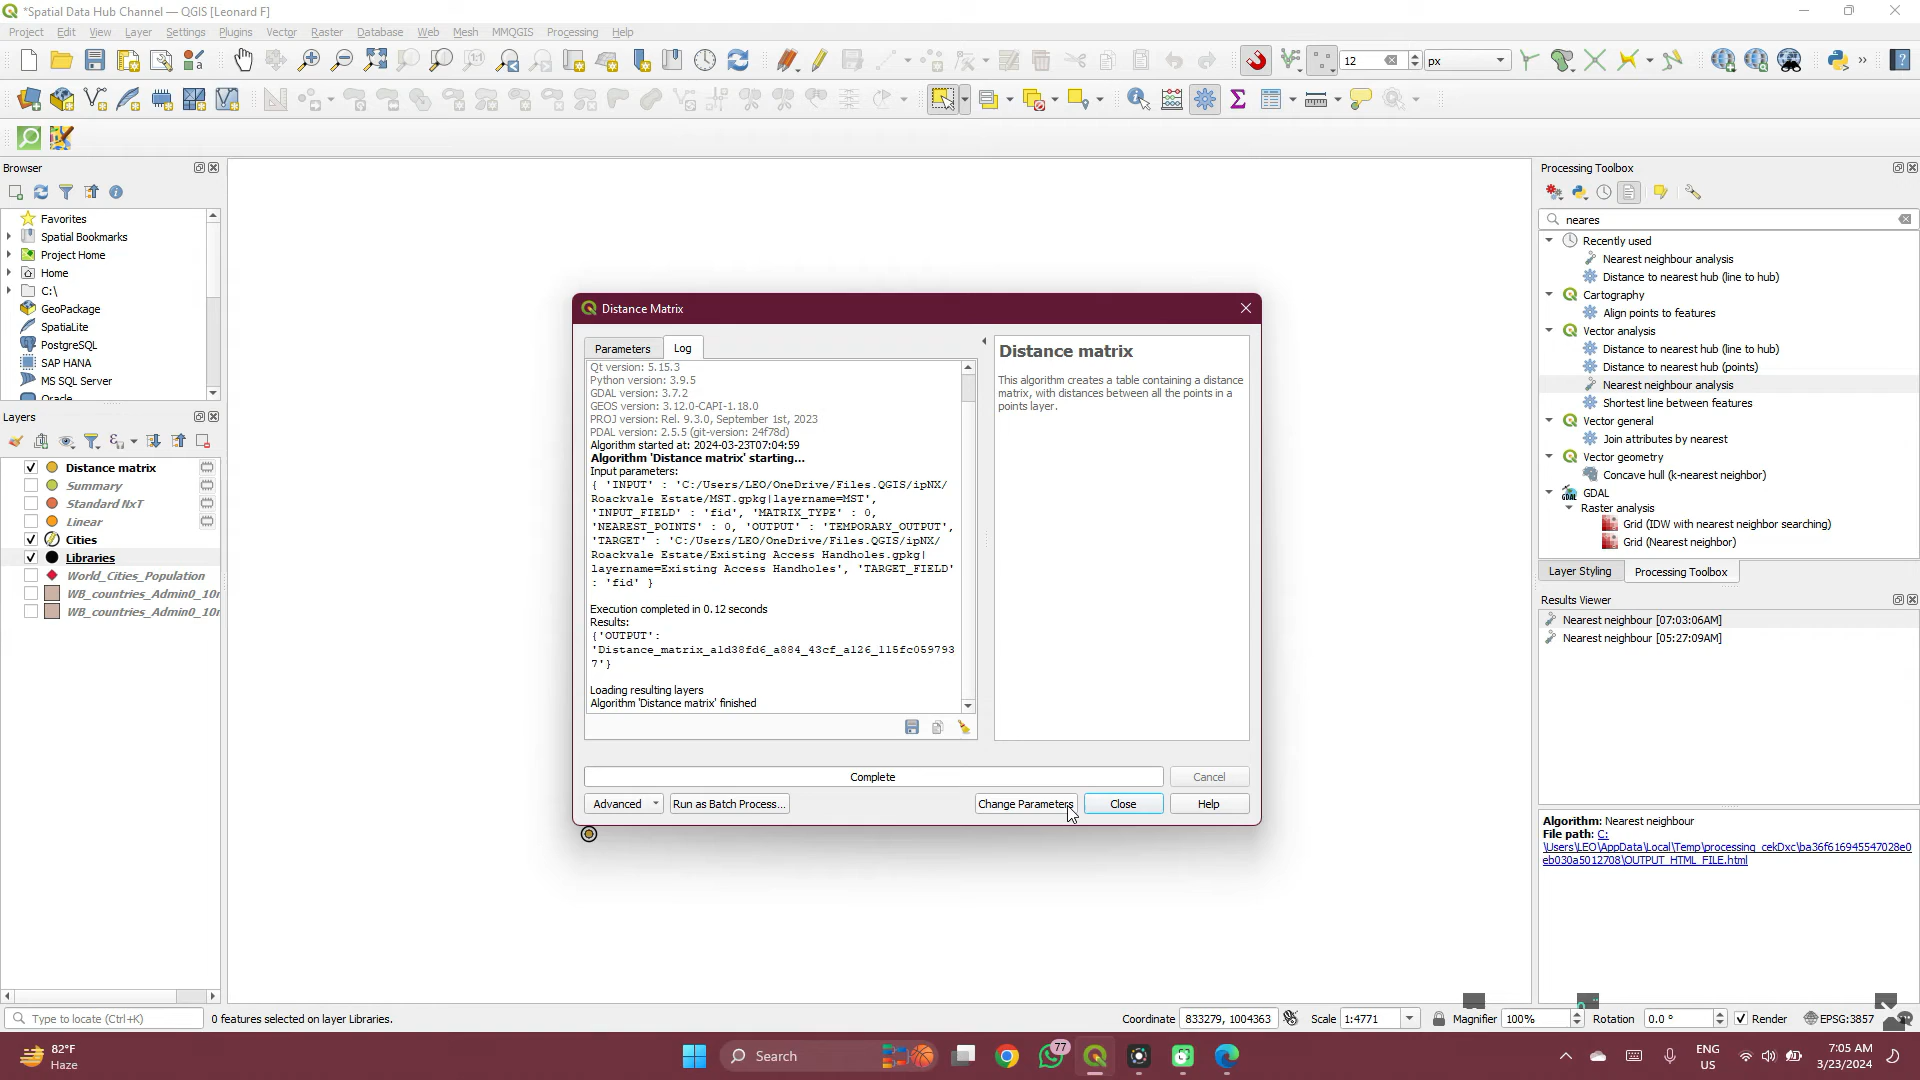 *Spatial Data Hub Channel — QGIS [Leonard F]
Project Edit View Layer Settings Plugins Vector Raster Database Web Mesh MMQGIS Processing Help
12 px
Browser
Favorites
Spatial Bookmarks
Project Home
Home
C:\
GeoPackage
SpatiaLite
PostgreSQL
SAP HANA
MS SQL Server
Oracle
Layers
Distance matrix
Summary
Standard NxT
Linear
Cities
Libraries
World_Cities_Population
WB_countries_Admin0_10r
WB_countries_Admin0_10r
Distance Matrix
Parameters Log
Qt version: 5.15.3
Python version: 3.9.5
GDAL version: 3.7.2
GEOS version: 3.12.0-CAPI-1.18.0
PROJ version: Rel. 9.3.0, September 1st, 2023
PDAL version: 2.5.5 (git-version: 24f78d)
Algorithm started at: 2024-03-23T07:04:59
Algorithm 'Distance matrix' starting…
Input parameters:
{ 'INPUT' : 'C:/Users/LEO/OneDrive/Files.QGIS/ipNX/
Roackvale Estate/MST.gpkg|layername=MST',
'INPUT_FIELD' : 'fid', 'MATRIX_TYPE' : 0,
'NEAREST_POINTS' : 0, 'OUTPUT' : 'TEMPORARY_OUTPUT',
'TARGET' : 'C:/Users/LEO/OneDrive/Files.QGIS/ipNX/
Roackvale Estate/Existing Access Handholes.gpkg|
layername=Existing Access Handholes', 'TARGET_FIELD'
: 'fid' }
Execution completed in 0.12 seconds
Results:
{'OUTPUT':
'Distance_matrix_a1d38fd6_a884_43cf_a126_115fc059793
7'}
Loading resulting layers
Algorithm 'Distance matrix' finished
Distance matrix
This algorithm creates a table containing a distance
matrix, with distances between all the points in a
points layer.
Complete Cancel
Advanced Run as Batch Process… Change Parameters Close Help
Processing Toolbox
neares
Recently used
Nearest neighbour analysis
Distance to nearest hub (line to hub)
Cartography
Align points to features
Vector analysis
Distance to nearest hub (line to hub)
Distance to nearest hub (points)
Nearest neighbour analysis
Shortest line between features
Vector general
Join attributes by nearest
Vector geometry
Concave hull (k-nearest neighbor)
GDAL
Raster analysis
Grid (IDW with nearest neighbor searching)
Grid (Nearest neighbor)
Layer Styling Processing Toolbox
Results Viewer
Nearest neighbour [07:03:06AM]
Nearest neighbour [05:27:09AM]
Algorithm: Nearest neighbour
File path: C:
\Users\LEO\AppData\Local\Temp\processing_cekDxc\ba36f616945547028e0
eb030a5012708\OUTPUT_HTML_FILE.html
Type to locate (Ctrl+K) 0 features selected on layer Libraries. Coordinate 833279, 1004363 Scale 1:4771 Magnifier 100% Rotation 0.0 ° Render EPSG:3857
82°F
Haze
Search
77
ENG
US
7:05 AM
3/23/2024